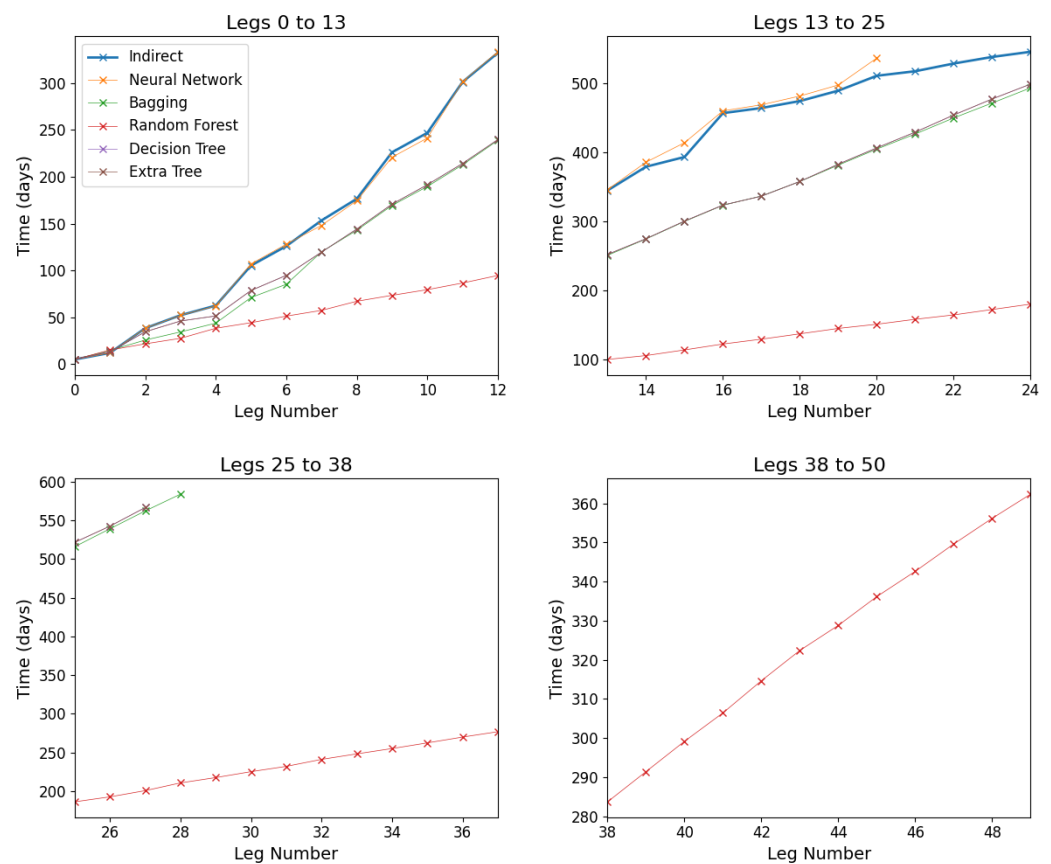 Legs 0 to 13
Time (days)
300
250
200
150
100
50
0
Indirect
Neural Network
Bagging
Random Forest
Decision Tree
Extra Tree
0 2 4 6 8 10 12
Leg Number
Legs 13 to 25
Time (days)
500
400
300
200
100
14 16 18 20 22 24
Leg Number
Legs 25 to 38
Time (days)
600
550
500
450
400
350
300
250
200
26 28 30 32 34 36
Leg Number
Legs 38 to 50
Time (days)
360
350
340
330
320
310
300
290
280
38 40 42 44 46 48
Leg Number